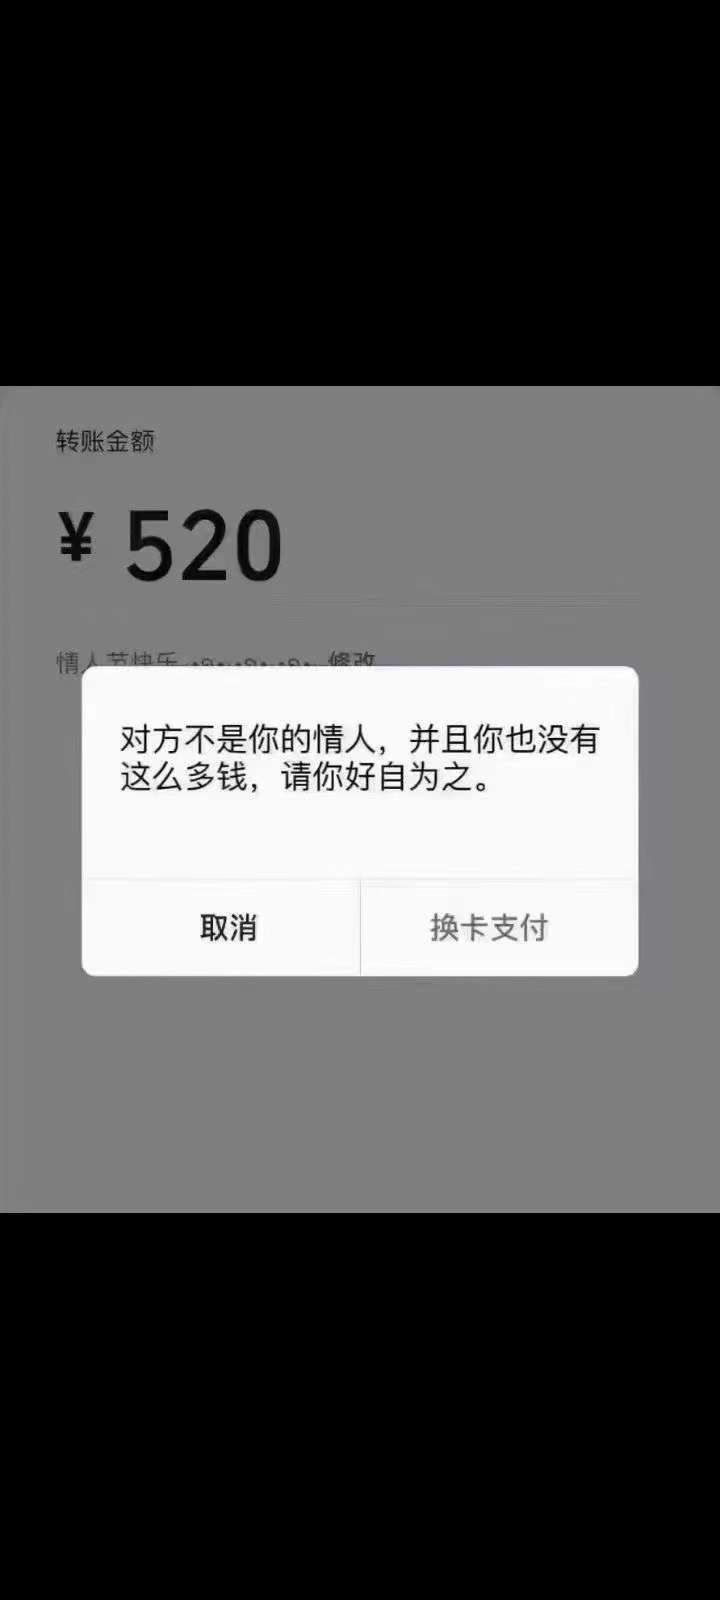 转账金额
¥ 520
情人节快乐 修改
对方不是你的情人，并且你也没有
这么多钱，请你好自为之。
取消 换卡支付